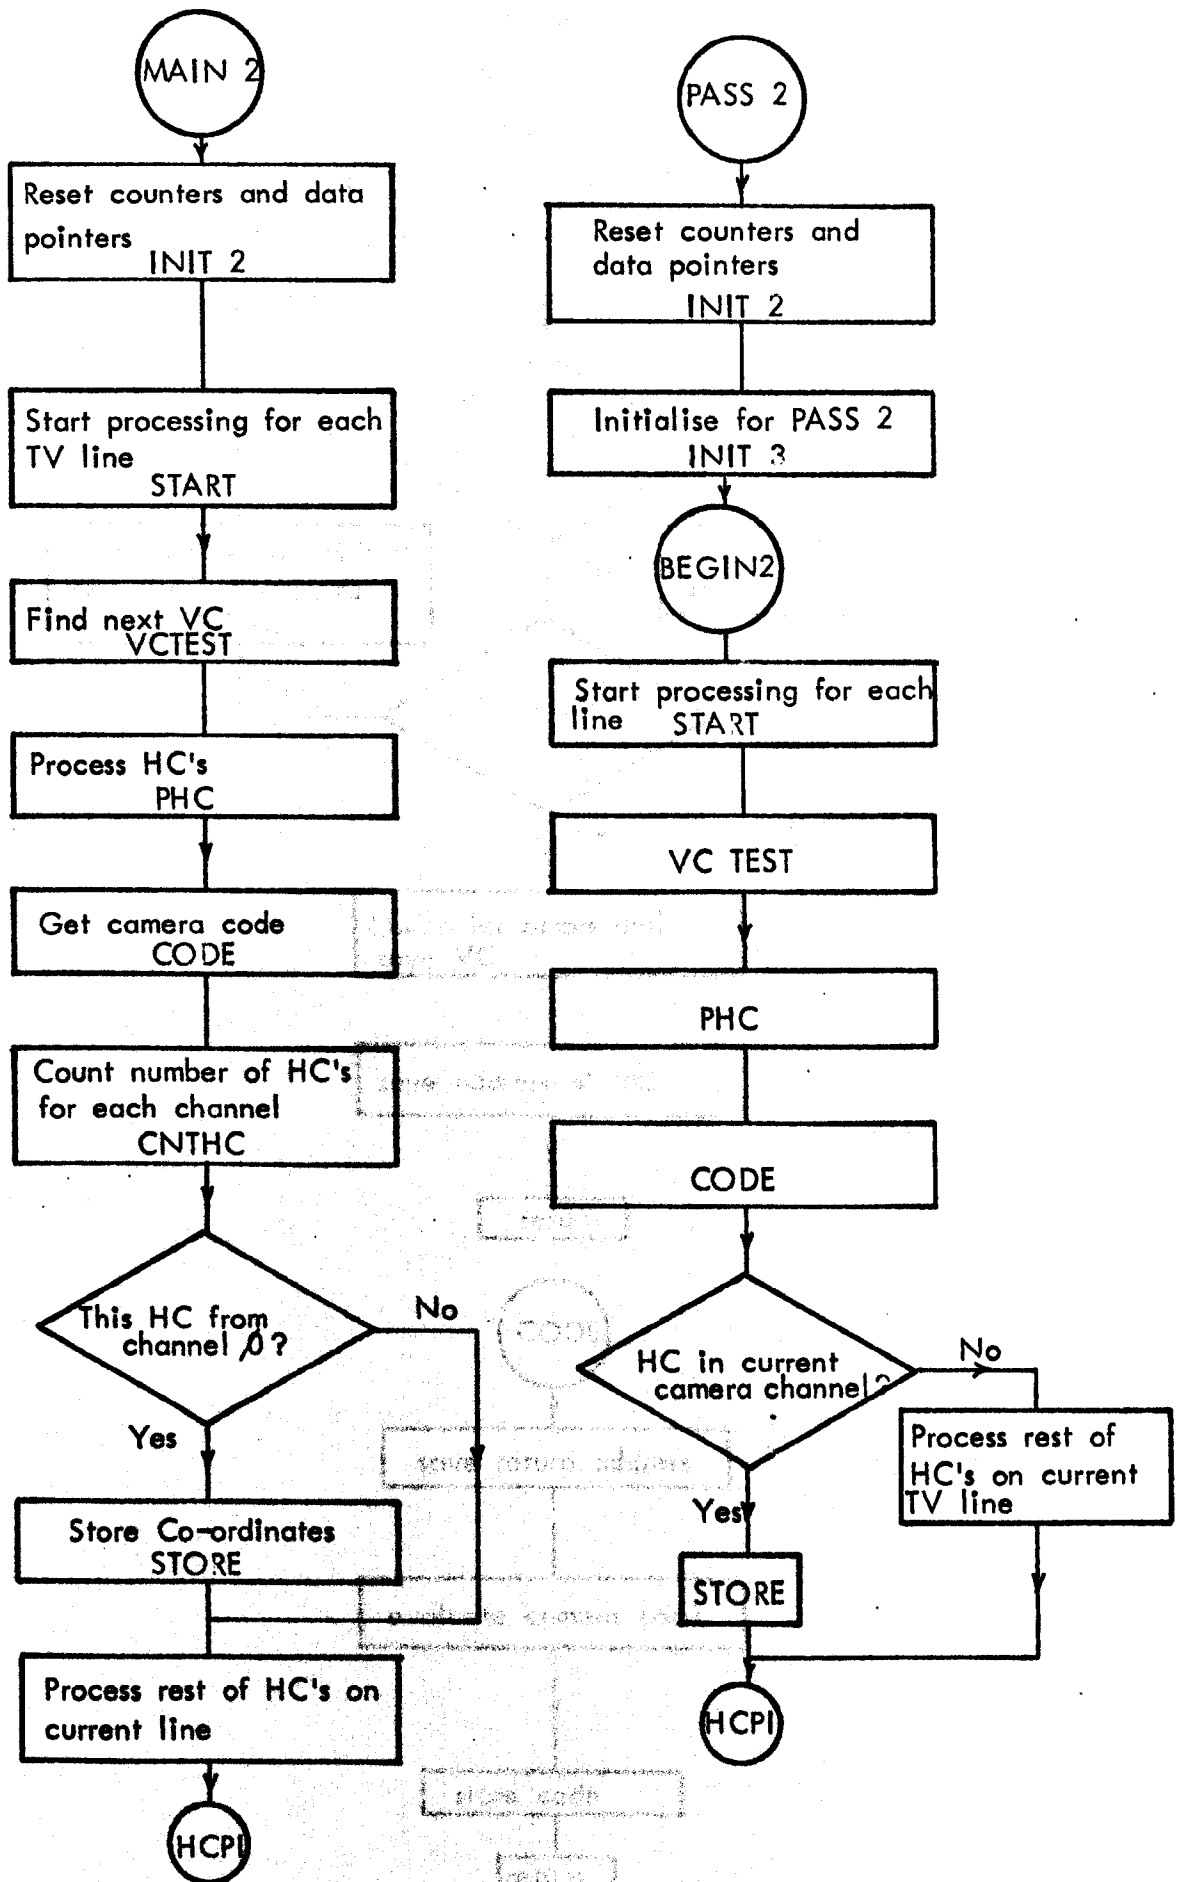 MAIN 2
Reset counters and data
pointers
INIT 2
Start processing for each
TV line
START
Find next VC
VCTEST
Process HC's
PHC
Get camera code
CODE
Count number of HC's
for each channel
CNTHC
This HC from
channel Ø?
No
Yes
Store Co-ordinates
STORE
Process rest of HC's on
current line
HCPI
PASS 2
Reset counters and
data pointers
INIT 2
Initialise for PASS 2
INIT 3
BEGIN2
Start processing for each
line START
VC TEST
PHC
CODE
HC in current
camera channel?
No
Process rest of
HC's on current
TV line
Yes
STORE
HCPI